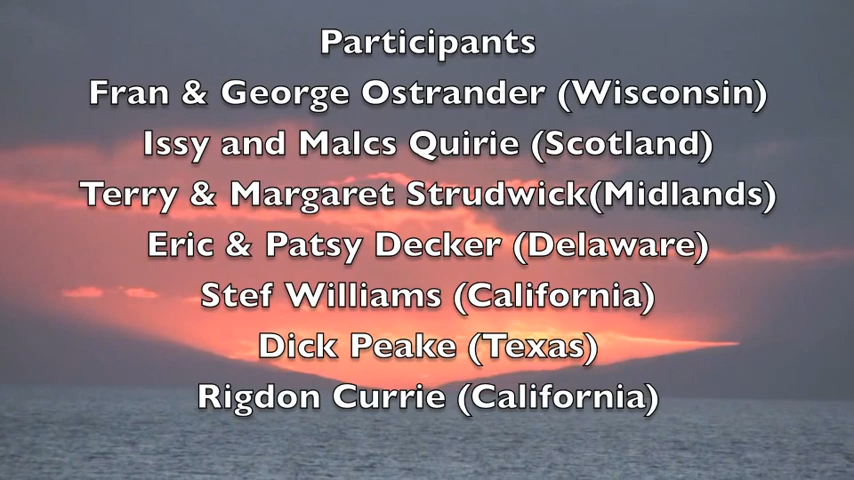 Participants
Fran & George Ostrander (Wisconsin)
Issy and Malcs Quirie (Scotland)
Terry & Margaret Strudwick(Midlands)
Eric & Patsy Decker (Delaware)
Stef Williams (California)
Dick Peake (Texas)
Rigdon Currie (California)